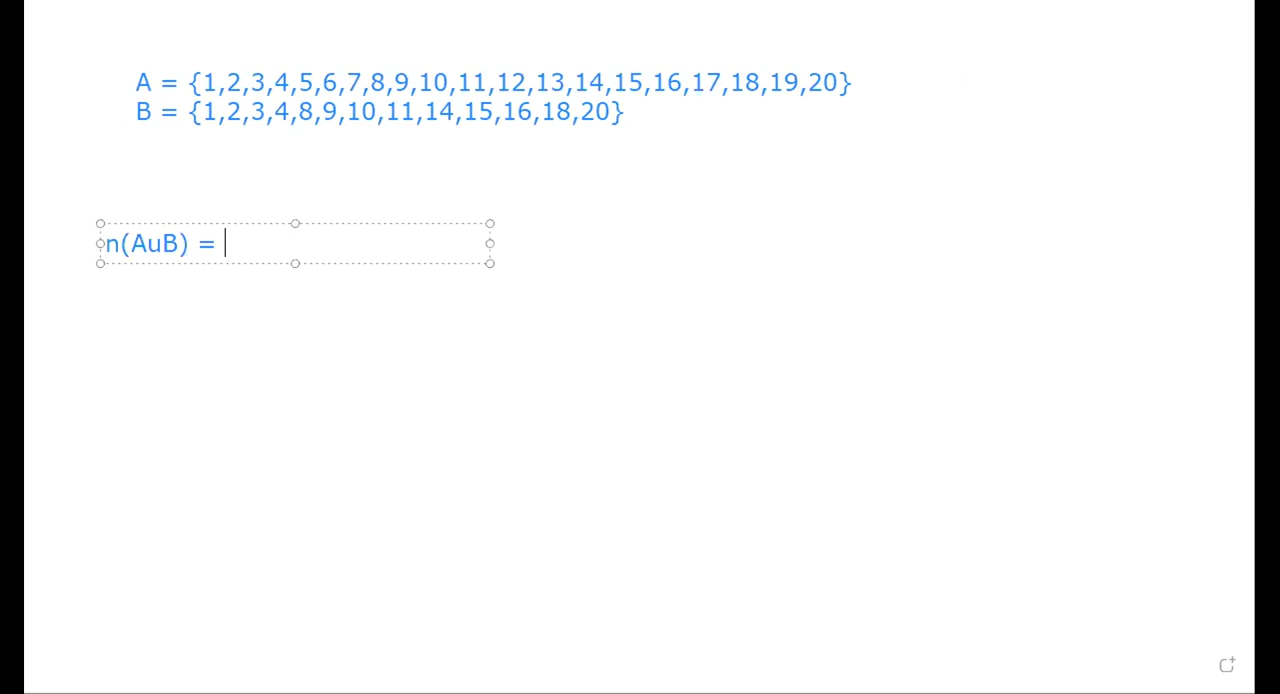 A = {1,2,3,4,5,6,7,8,9,10,11,12,13,14,15,16,17,18,19,20}
B = {1,2,3,4,8,9,10,11,14,15,16,18,20}
n(AuB) =